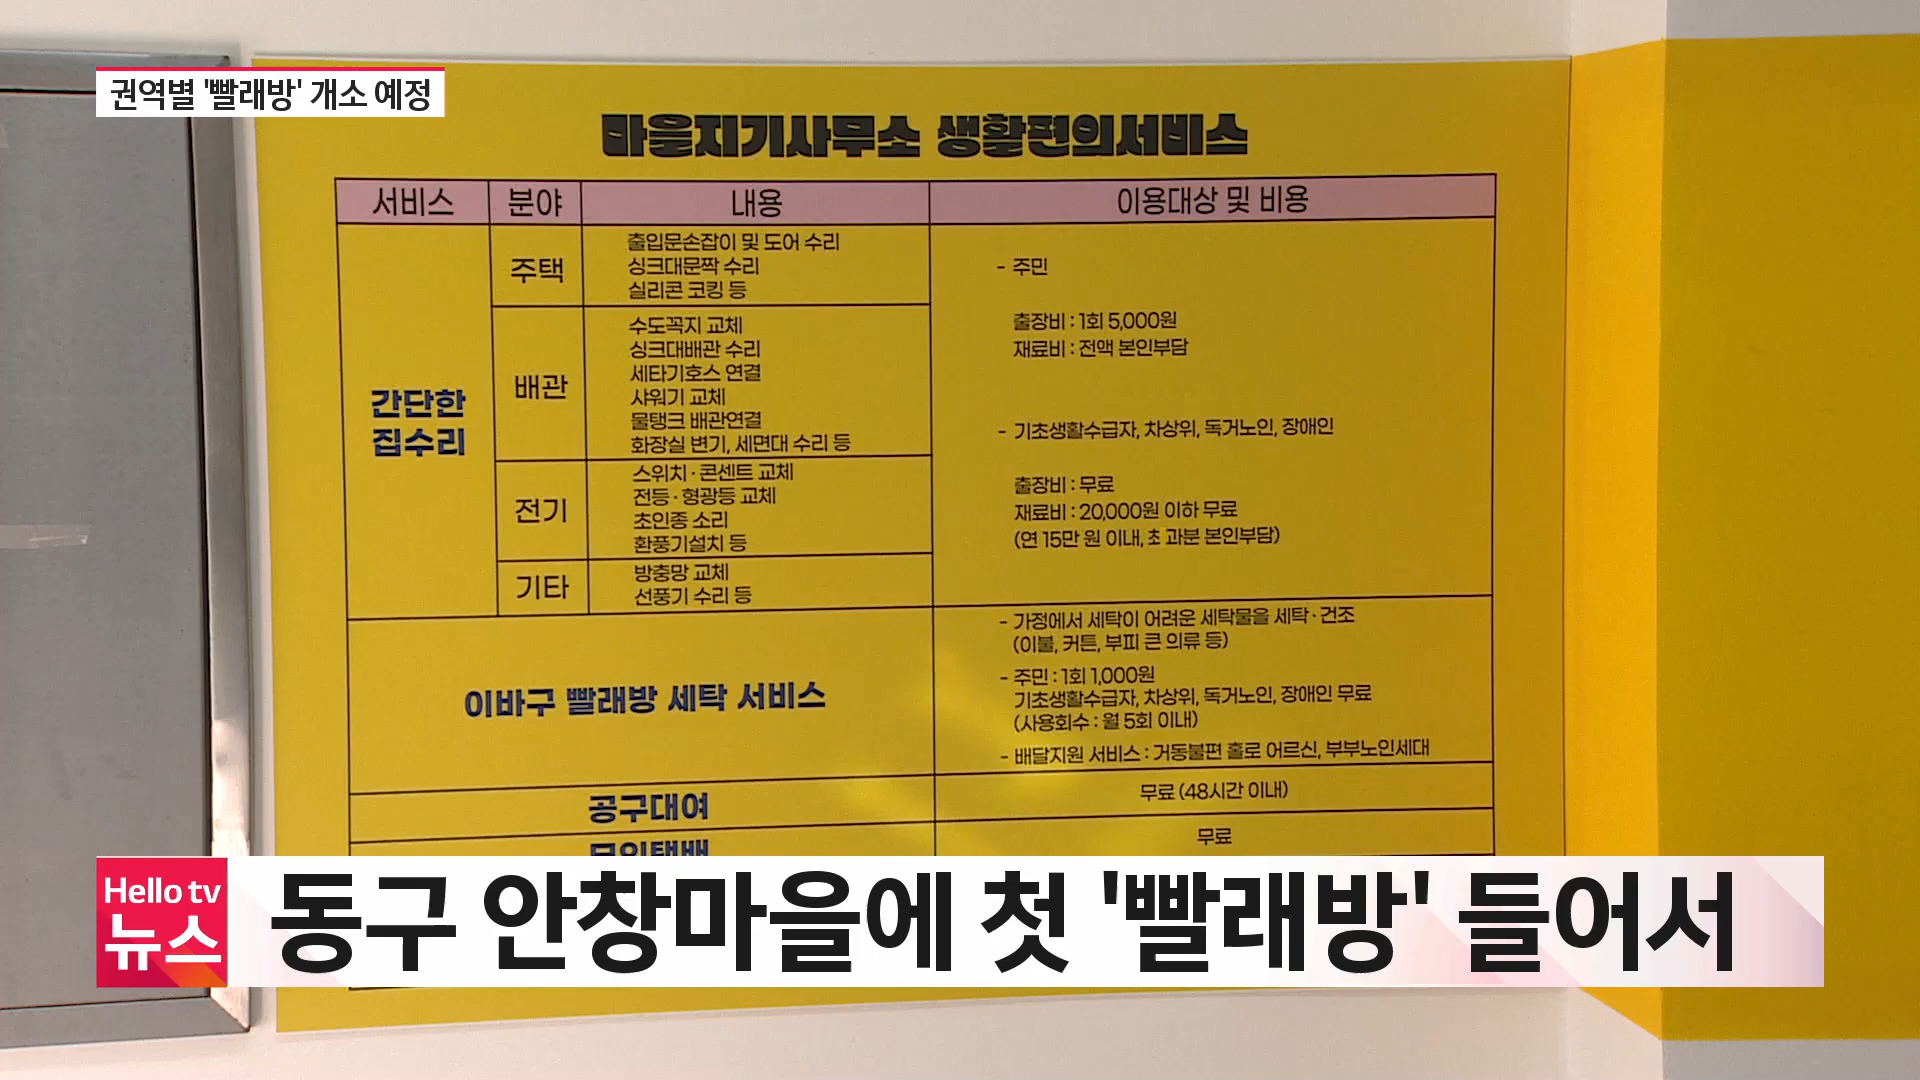 권역별 '빨래방' 개소 예정
마을지기사무소 생활편의서비스
서비스 분야 내용 이용대상 및 비용
간단한
집수리
주택
출입문손잡이 및 도어 수리
싱크대문짝 수리
실리콘 코킹 등
배관
수도꼭지 교체
싱크대배관 수리
세타기호스 연결
샤워기 교체
물탱크 배관연결
화장실 변기, 세면대 수리 등
전기
스위치·콘센트 교체
전등·형광등 교체
초인종 소리
환풍기설치 등
기타
방충망 교체
선풍기 수리 등
- 주민
출장비 : 1회 5,000원
재료비 : 전액 본인부담
- 기초생활수급자, 차상위, 독거노인, 장애인
출장비 : 무료
재료비 : 20,000원 이하 무료
(연 15만 원 이내, 초 과분 본인부담)
이바구 빨래방 세탁 서비스
- 가정에서 세탁이 어려운 세탁물을 세탁·건조
(이불, 커튼, 부피 큰 의류 등)
- 주민 : 1회 1,000원
기초생활수급자, 차상위, 독거노인, 장애인 무료
(사용회수 : 월 5회 이내)
- 배달지원 서비스 : 거동불편 홀로 어르신, 부부노인세대
공구대여 무료 (48시간 이내)
무인택배 무료
Hello tv
뉴스
동구 안창마을에 첫 '빨래방' 들어서